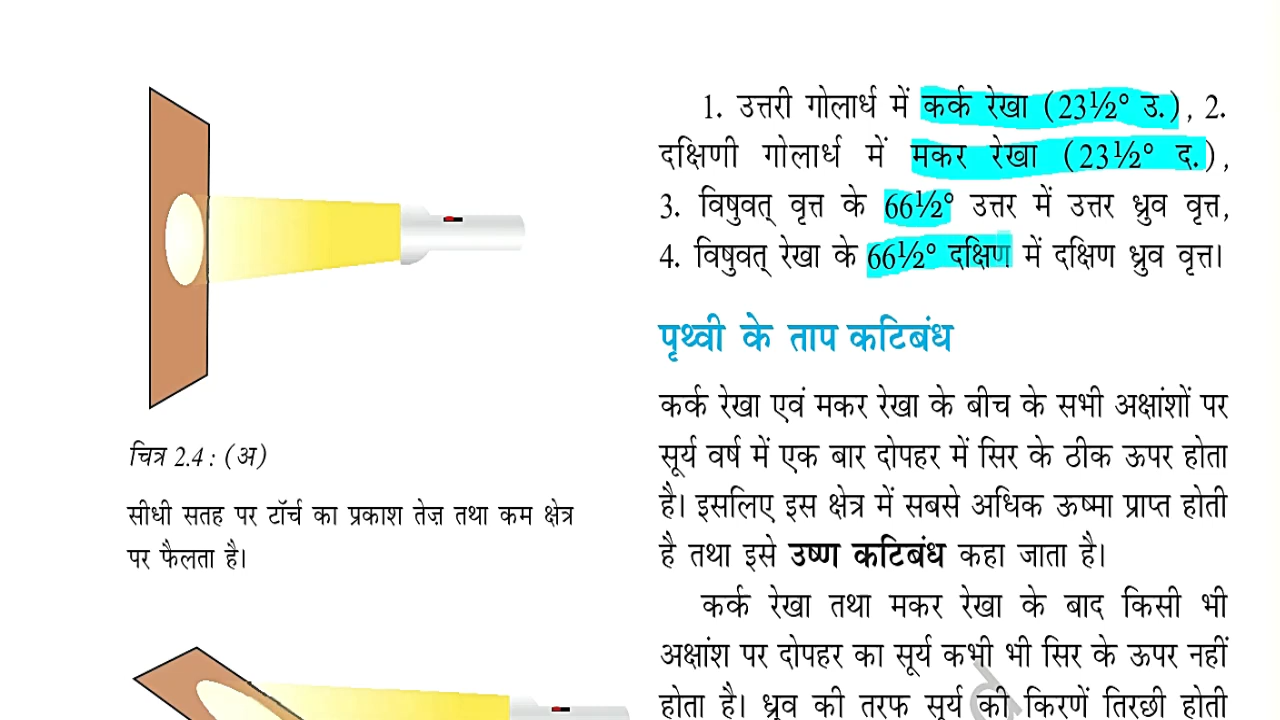 चित्र 2.4 : (अ)
सीधी सतह पर टॉर्च का प्रकाश तेज़ तथा कम क्षेत्र
पर फैलता है।
1. उत्तरी गोलार्ध में कर्क रेखा (23½° उ.), 2.
दक्षिणी गोलार्ध में मकर रेखा (23½° द.),
3. विषुवत् वृत्त के 66½° उत्तर में उत्तर ध्रुव वृत्त,
4. विषुवत् रेखा के 66½° दक्षिण में दक्षिण ध्रुव वृत्त।
पृथ्वी के ताप कटिबंध
कर्क रेखा एवं मकर रेखा के बीच के सभी अक्षांशों पर
सूर्य वर्ष में एक बार दोपहर में सिर के ठीक ऊपर होता
है। इसलिए इस क्षेत्र में सबसे अधिक ऊष्मा प्राप्त होती
है तथा इसे उष्ण कटिबंध कहा जाता है।
कर्क रेखा तथा मकर रेखा के बाद किसी भी
अक्षांश पर दोपहर का सूर्य कभी भी सिर के ऊपर नहीं
होता है। ध्रुव की तरफ सूर्य की किरणें तिरछी होती